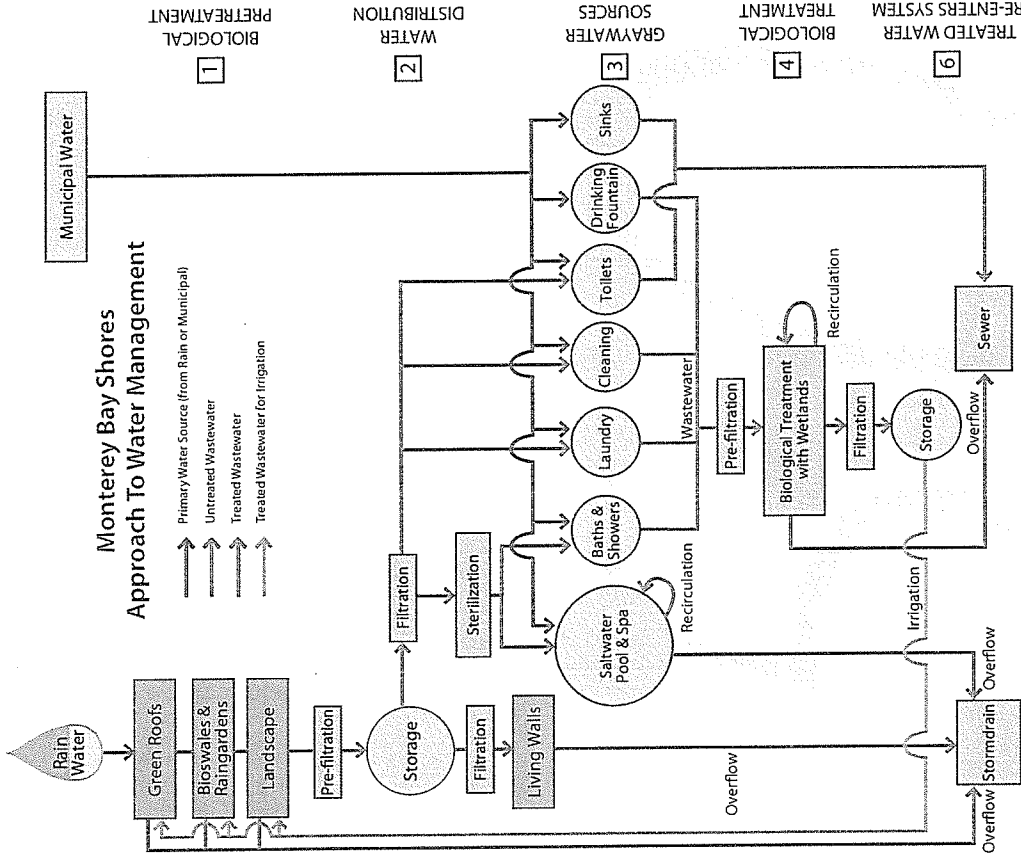 Monterey Bay Shores
Approach To Water Management
Primary Water Source (from Rain or Municipal)
Untreated Wastewater
Treated Wastewater
Treated Wastewater for Irrigation
Municipal Water
Rain
Water
Green Roofs
Bioswales &
Raingardens
Landscape
Pre-filtration
Storage
Filtration
Living Walls
Filtration
Sterilization
Saltwater
Pool & Spa
Recirculation
Baths &
Showers
Laundry
Cleaning
Toilets
Drinking
Fountain
Sinks
Wastewater
Pre-filtration
Biological Treatment
with Wetlands
Recirculation
Filtration
Storage
Irrigation
Overflow
Sewer
Overflow
Overflow
Overflow
Stormdrain
1
BIOLOGICAL
PRETREATMENT
2
WATER
DISTRIBUTION
3
GRAYWATER
SOURCES
4
BIOLOGICAL
TREATMENT
6
TREATED WATER
RE-ENTERS SYSTEM